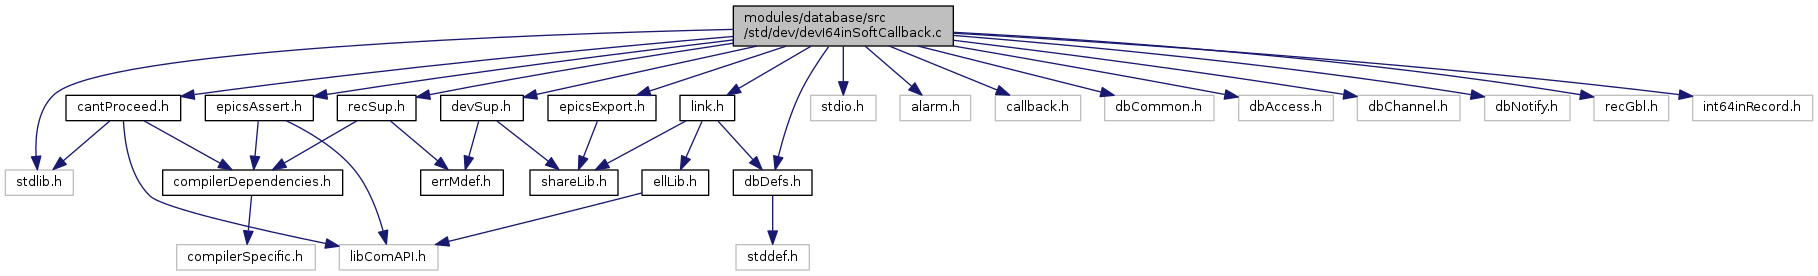 modules/database/src
/std/dev/devI64inSoftCallback.c
cantProceed.h
epicsAssert.h
recSup.h
devSup.h
epicsExport.h
link.h
stdio.h
alarm.h
callback.h
dbCommon.h
dbAccess.h
dbChannel.h
dbNotify.h
recGbl.h
int64inRecord.h
stdlib.h
compilerDependencies.h
errMdef.h
shareLib.h
ellLib.h
dbDefs.h
compilerSpecific.h
libComAPI.h
stddef.h